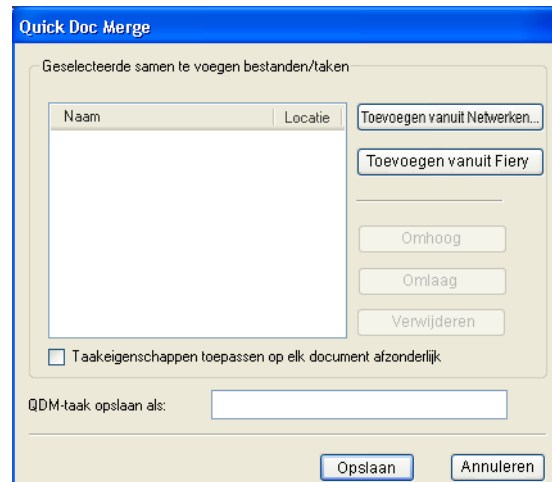 Quick Doc Merge
Geselecteerde samen te voegen bestanden/taken
Naam Locatie
Toevoegen vanuit Netwerken...
Toevoegen vanuit Fiery
Omhoog
Omlaag
Verwijderen
Taakeigenschappen toepassen op elk document afzonderlijk
QDM-taak opslaan als:
Opslaan Annuleren